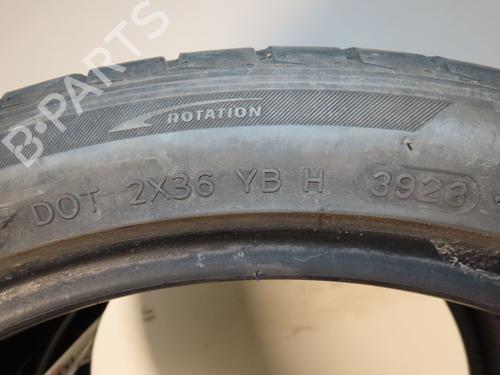 B-PARTS
ROTATION
DOT 2X36 YB H 3923